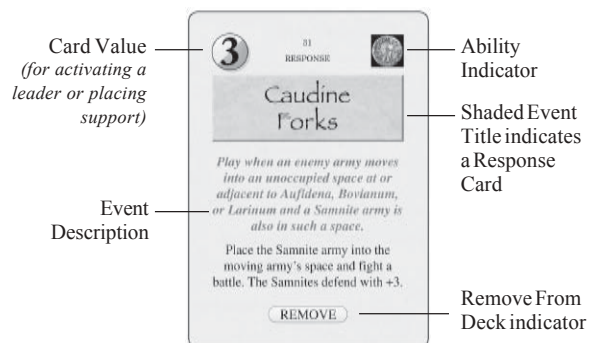 Card Value
(for activating a
leader or placing
support)
Event
Description
3
31
RESPONSE
Caudine
Forks
Play when an enemy army moves
into an unoccupied space at or
adjacent to Aufidena, Bovianum,
or Larinum and a Samnite army is
also in such a space.
Place the Samnite army into the
moving army's space and fight a
battle. The Samnites defend with +3.
REMOVE
Ability
Indicator
Shaded Event
Title indicates
a Response
Card
Remove From
Deck indicator